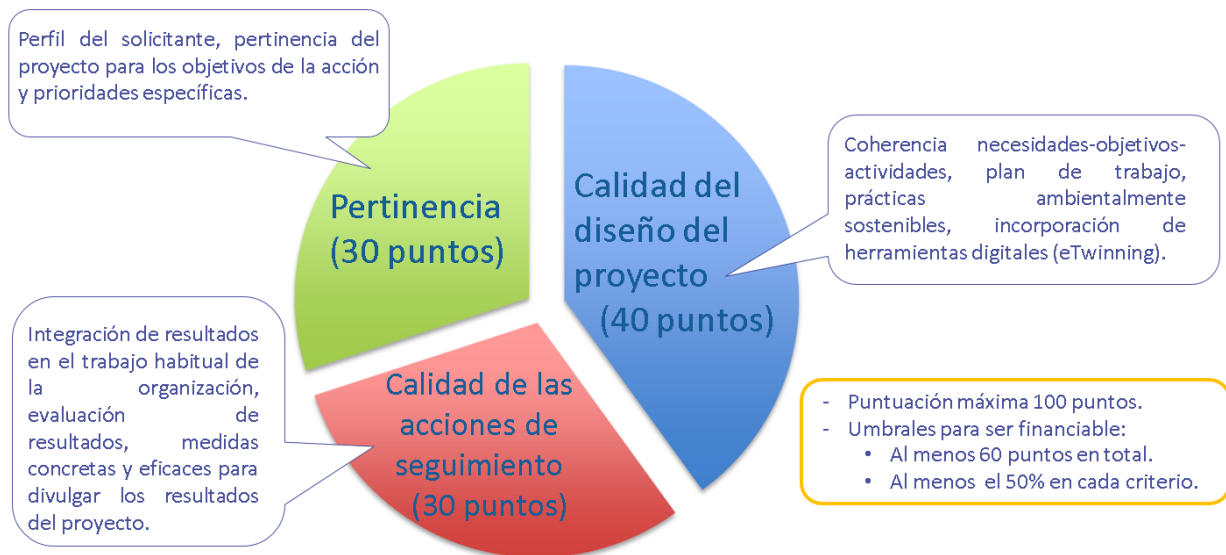 Perfil del solicitante, pertinencia del
proyecto para los objetivos de la acción
y prioridades específicas.
Pertinencia
(30 puntos)
Calidad del
diseño del
proyecto
(40 puntos)
Coherencia necesidades-objetivos-
actividades, plan de trabajo,
prácticas ambientalmente
sostenibles, incorporación de
herramientas digitales (eTwinning).
Integración de resultados
en el trabajo habitual de
la organización,
evaluación de
resultados, medidas
concretas y eficaces para
divulgar los resultados
del proyecto.
Calidad de las
acciones de
seguimiento
(30 puntos)
- Puntuación máxima 100 puntos.
- Umbrales para ser financiable:
• Al menos 60 puntos en total.
• Al menos el 50% en cada criterio.